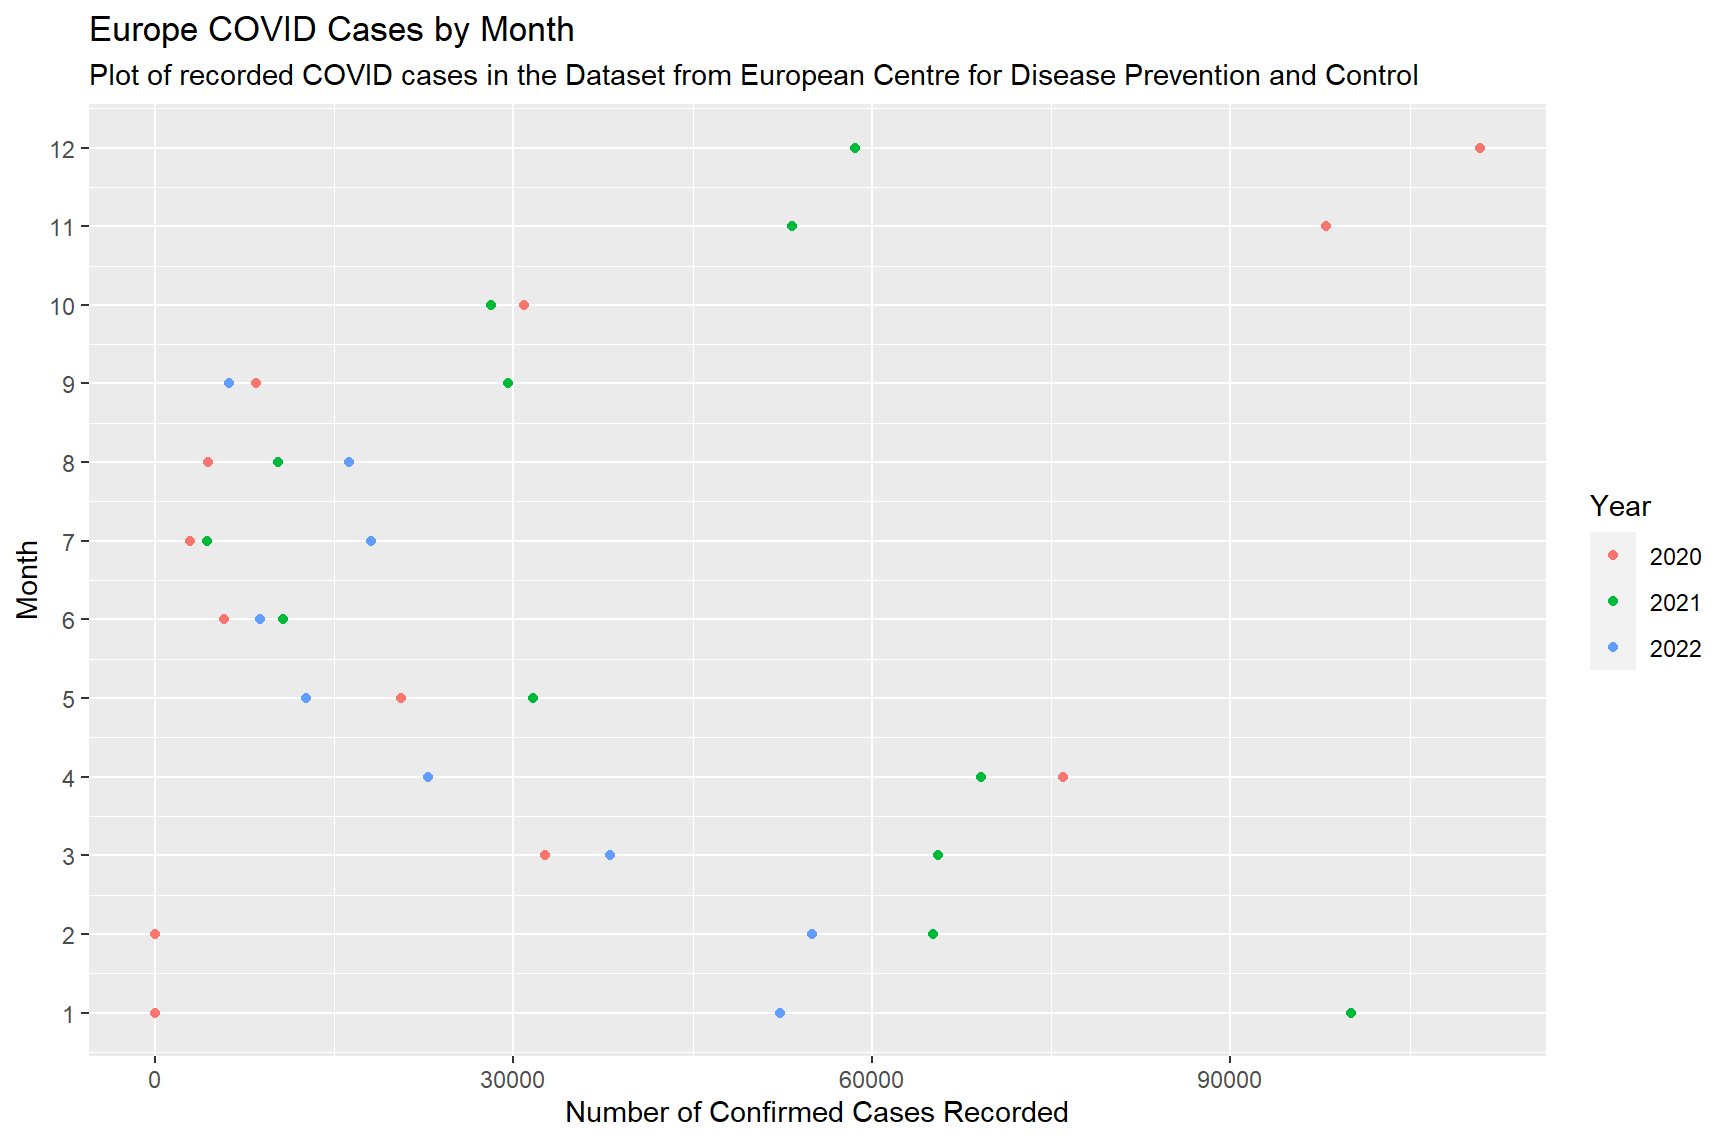 Europe COVID Cases by Month
Plot of recorded COVID cases in the Dataset from European Centre for Disease Prevention and Control
12
11
10
9
8
7
6
5
4
3
2
1
Month
0 30000 60000 90000
Number of Confirmed Cases Recorded
Year
2020
2021
2022